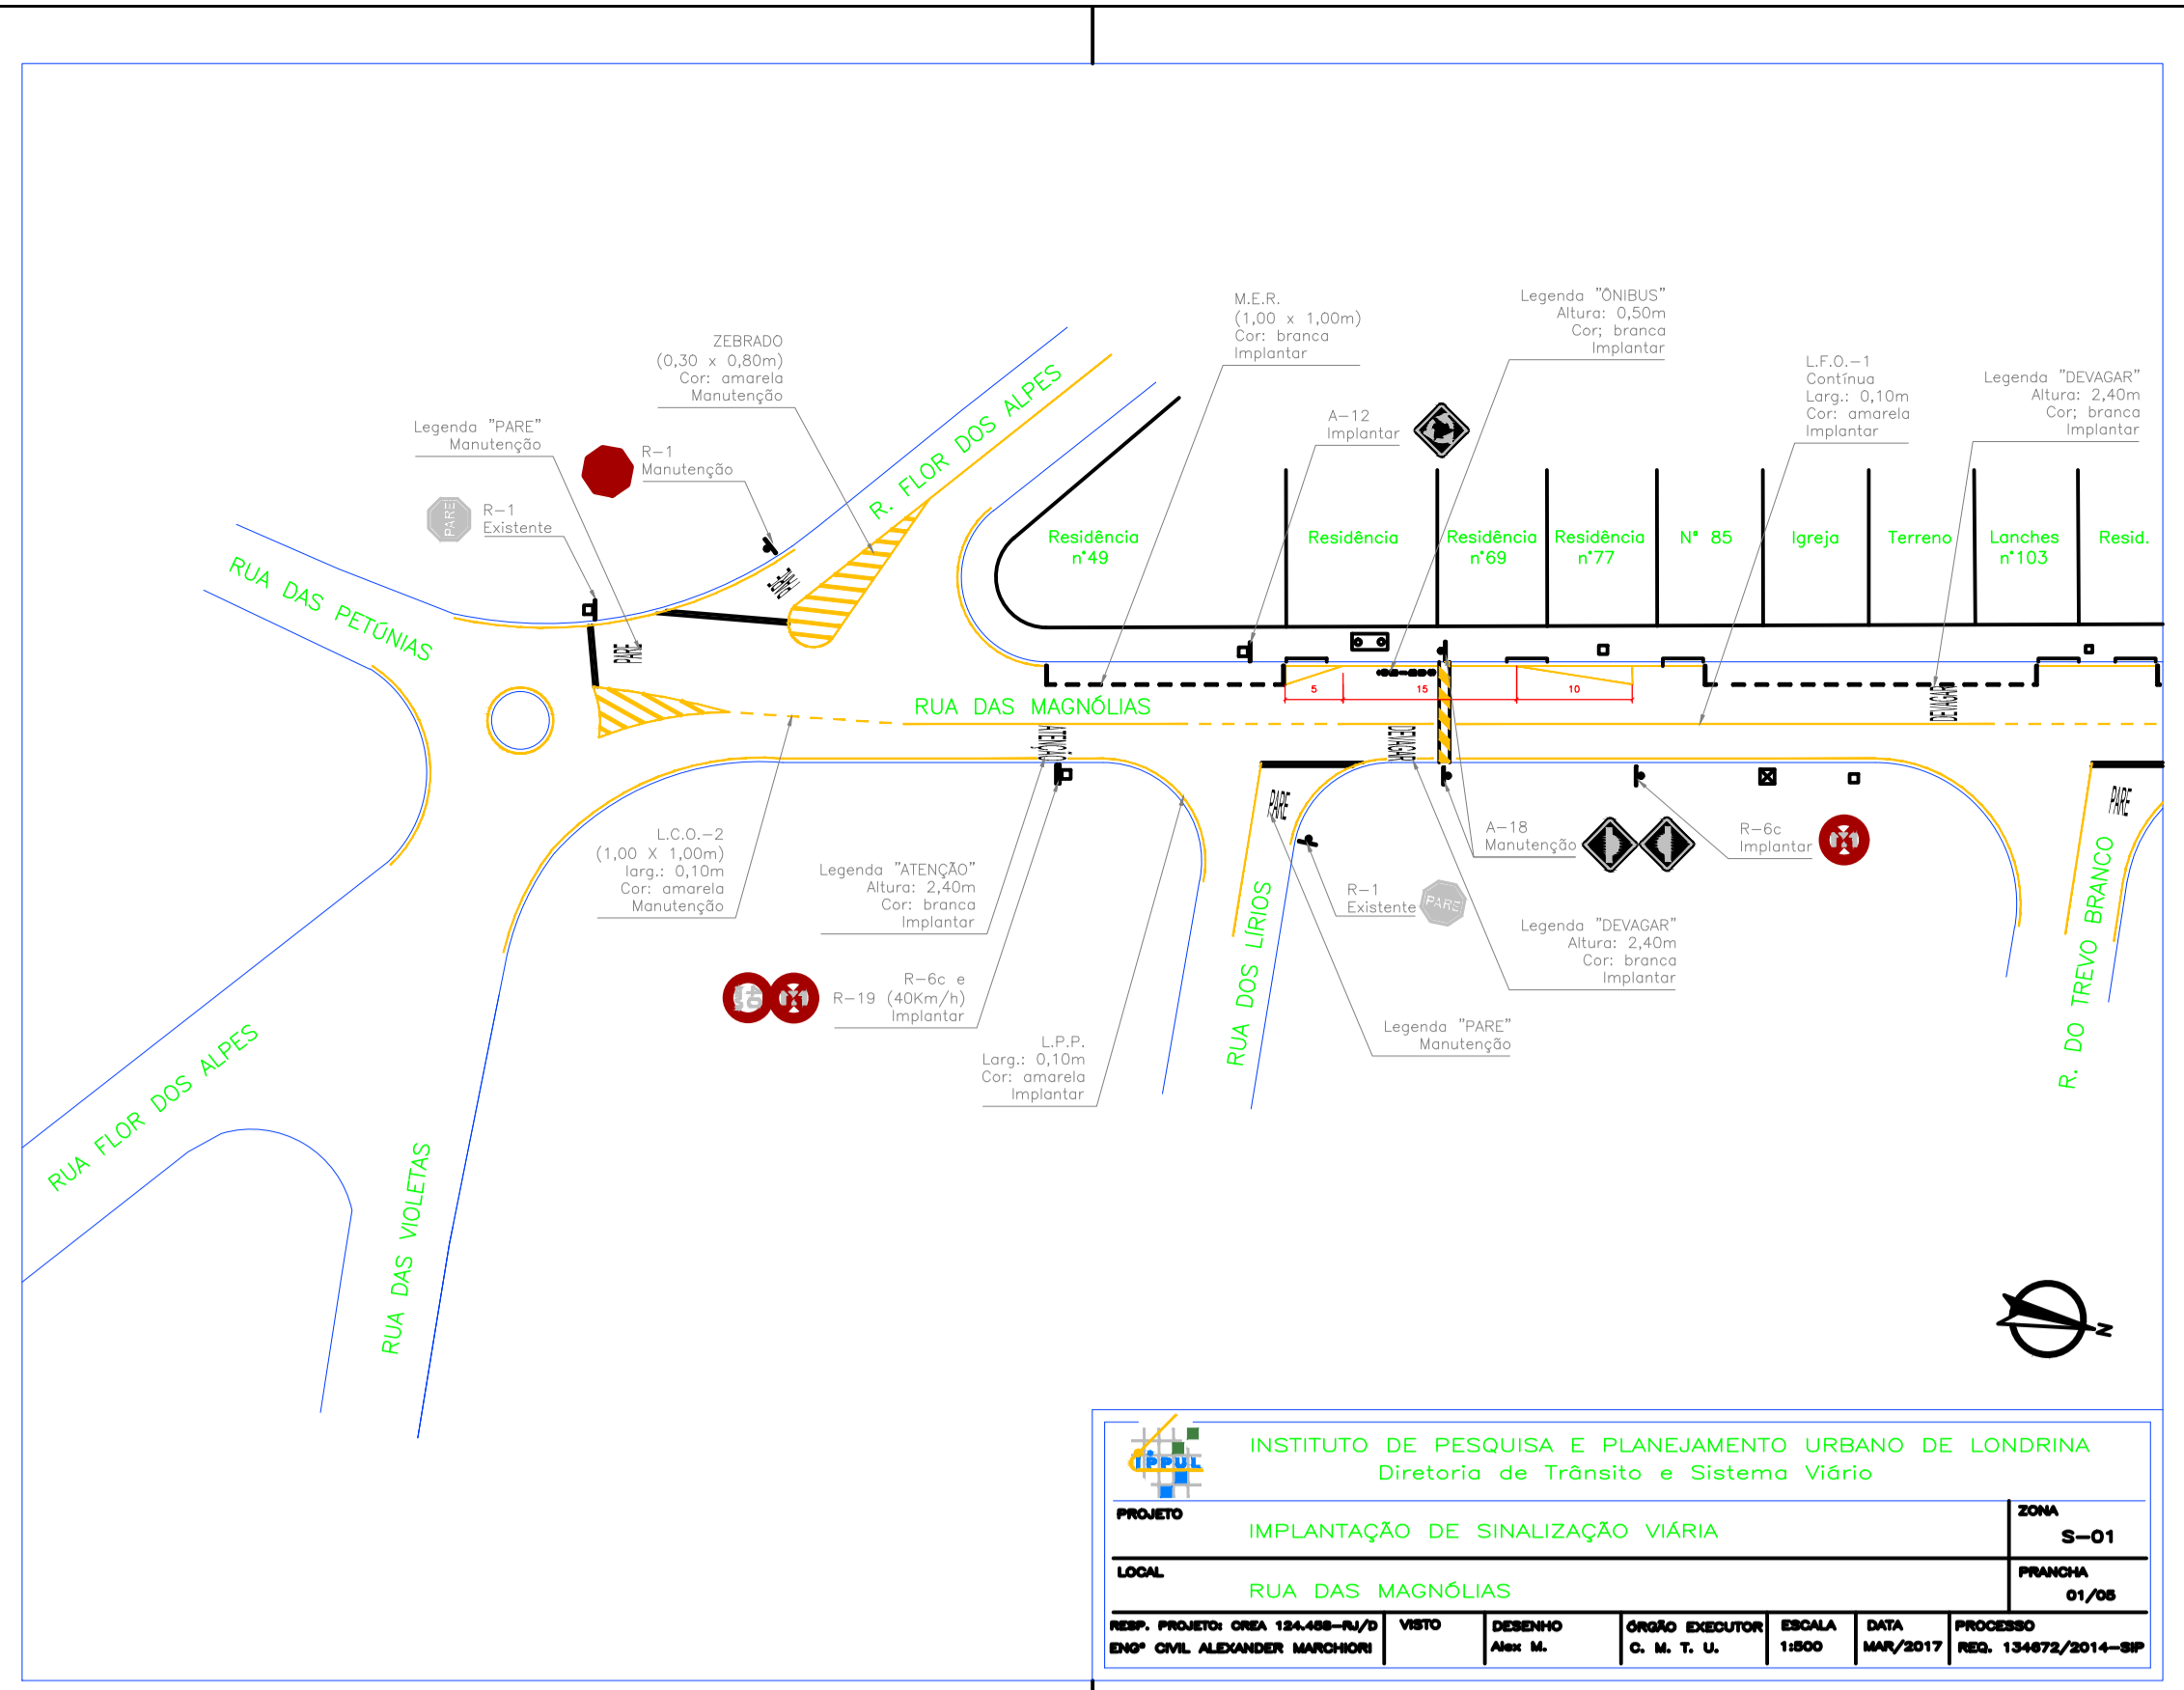 M.E.R.
(1,00 x 1,00m)
Cor: branca
Implantar
Legenda "ÔNIBUS"
Altura: 0,50m
Cor; branca
Implantar
ZEBRADO
(0,30 x 0,80m)
Cor: amarela
Manutenção
L.F.O.-1
Contínua
Larg.: 0,10m
Cor: amarela
Implantar
Legenda "DEVAGAR"
Altura: 2,40m
Cor; branca
Implantar
Legenda "PARE"
Manutenção
R-1
Manutenção
A-12
Implantar
PARE
R-1
Existente
R. FLOR DOS ALPES
Residência
n°49
Residência
Residência
n°69
Residência
n°77
N° 85
Igreja
Terreno
Lanches
n°103
Resid.
RUA DAS PETÚNIAS
PARE
PARE
RUA DAS MAGNÓLIAS
5
15
10
DEVAGAR
ATENÇÃO
DEVAGAR
PARE
PARE
L.C.O.-2
(1,00 X 1,00m)
larg.: 0,10m
Cor: amarela
Manutenção
Legenda "ATENÇÃO"
Altura: 2,40m
Cor: branca
Implantar
A-18
Manutenção
R-6c
Implantar
R-1
Existente
PARE
Legenda "DEVAGAR"
Altura: 2,40m
Cor: branca
Implantar
R-6c e
R-19 (40Km/h)
Implantar
L.P.P.
Larg.: 0,10m
Cor: amarela
Implantar
Legenda "PARE"
Manutenção
RUA DOS LÍRIOS
R. DO TREVO BRANCO
RUA FLOR DOS ALPES
RUA DAS VIOLETAS
N
IPPUL
INSTITUTO DE PESQUISA E PLANEJAMENTO URBANO DE LONDRINA
Diretoria de Trânsito e Sistema Viário
PROJETO
IMPLANTAÇÃO DE SINALIZAÇÃO VIÁRIA
ZONA
S-01
LOCAL
RUA DAS MAGNÓLIAS
PRANCHA
01/05
RESP. PROJETO: CREA 124.458-RJ/D
ENG° CIVIL ALEXANDER MARCHIORI
VISTO
DESENHO
Alex M.
ÓRGÃO EXECUTOR
C. M. T. U.
ESCALA
1:500
DATA
MAR/2017
PROCESSO
REQ. 134672/2014-SIP